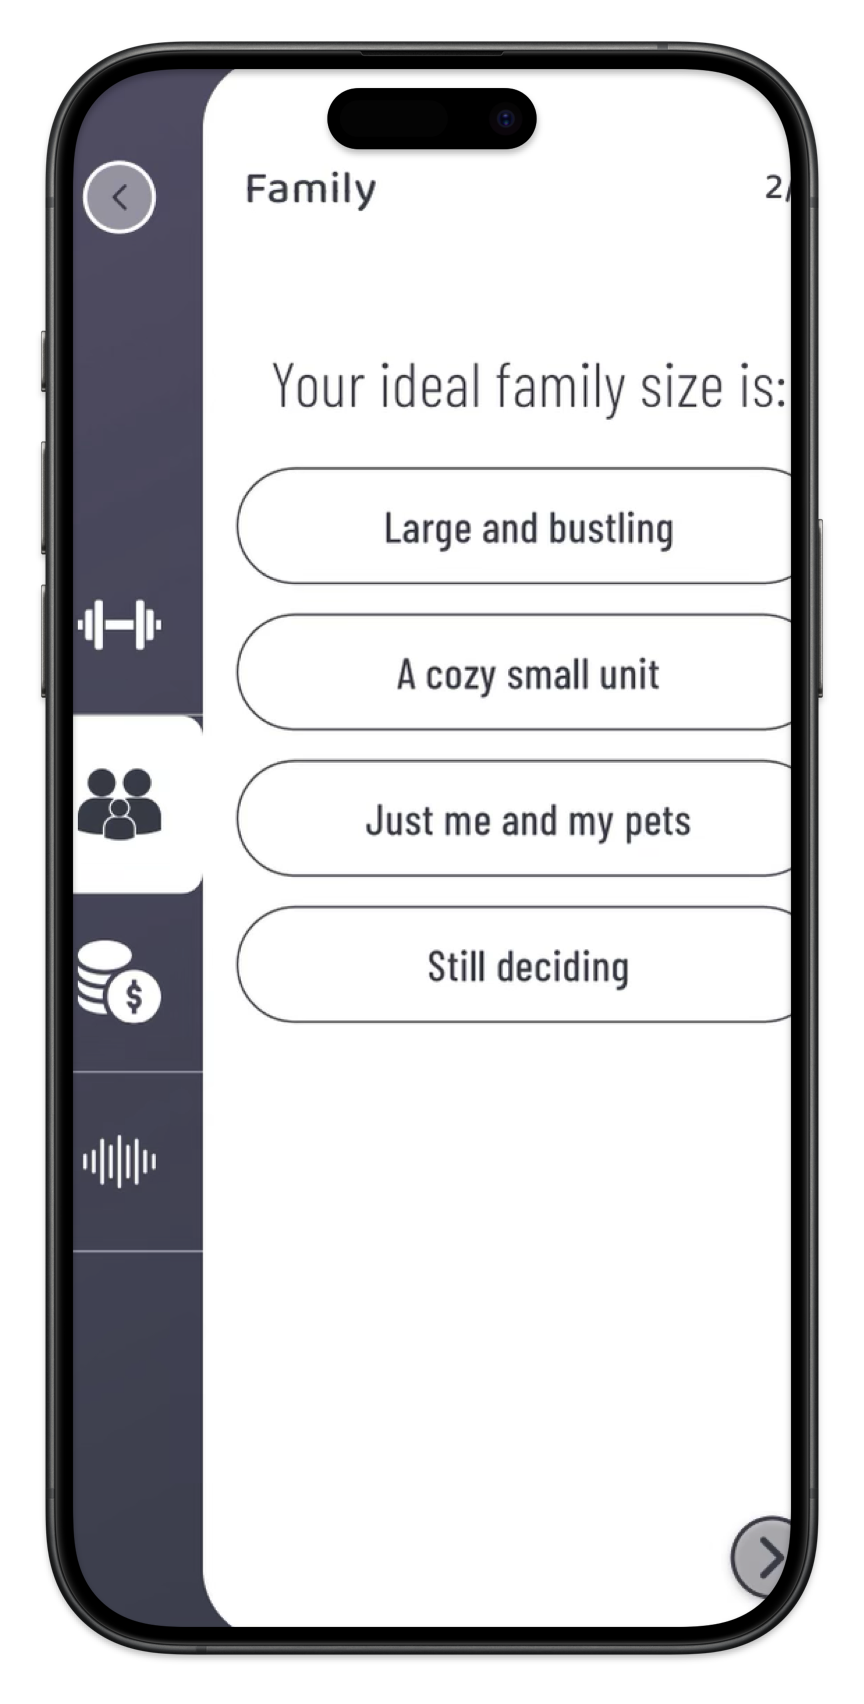 Family
2/
Your ideal family size is:
Large and bustling
A cozy small unit
Just me and my pets
Still deciding
$